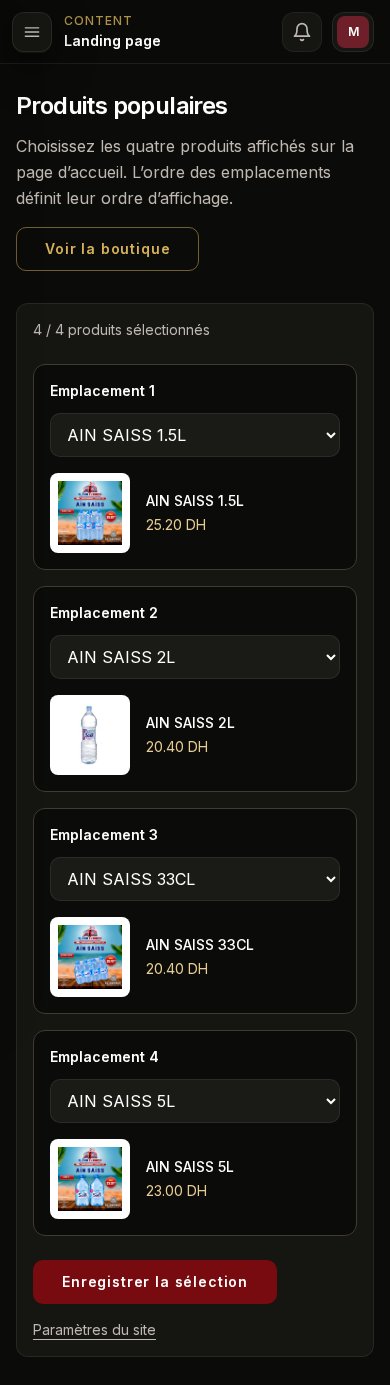 CONTENT
Landing page
M
Produits populaires
Choisissez les quatre produits affichés sur la
page d’accueil. L’ordre des emplacements
définit leur ordre d’affichage.
Voir la boutique
4 / 4 produits sélectionnés
Emplacement 1
AIN SAISS 1.5L
AIN SAISS 1.5L
25.20 DH
Emplacement 2
AIN SAISS 2L
AIN SAISS 2L
20.40 DH
Emplacement 3
AIN SAISS 33CL
AIN SAISS
AIN SAISS 33CL
20.40 DH
Emplacement 4
AIN SAISS 5L
AIN SAISS
AIN SAISS 5L
23.00 DH
Enregistrer la sélection
Paramètres du site